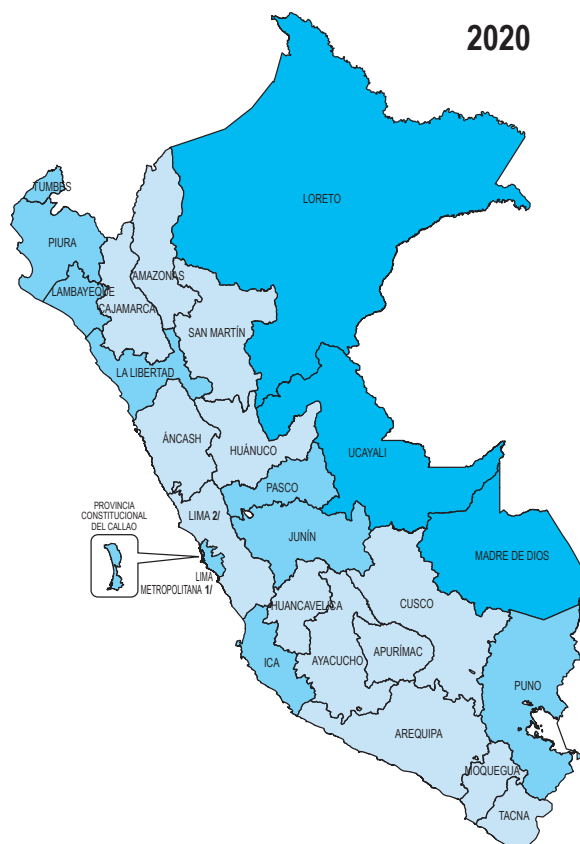 2020
LORETO
TUMBES
PIURA
AMAZONAS
LAMBAYEQUE
CAJAMARCA
SAN MARTÍN
LA LIBERTAD
ÁNCASH
HUÁNUCO
UCAYALI
PASCO
PROVINCIA
CONSTITUCIONAL
DEL CALLAO
LIMA 2/
JUNÍN
MADRE DE DIOS
LIMA
METROPOLITANA 1/
HUANCAVELICA
CUSCO
ICA
AYACUCHO
APURÍMAC
PUNO
AREQUIPA
MOQUEGUA
TACNA